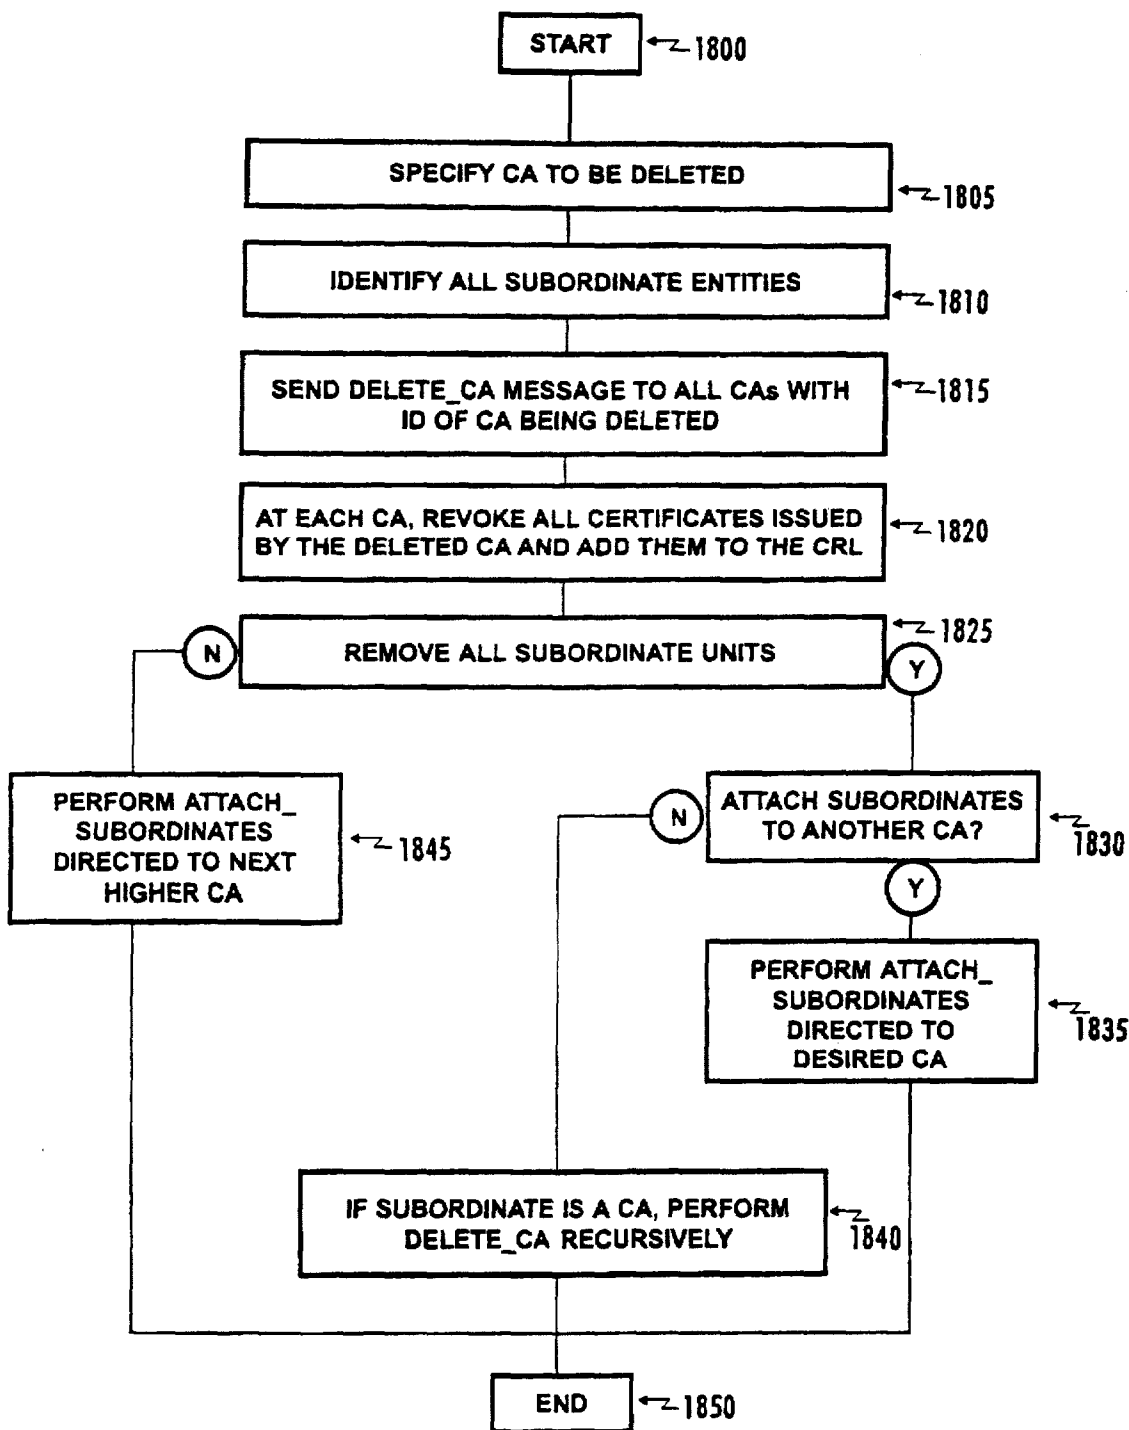 START
1800
SPECIFY CA TO BE DELETED
1805
IDENTIFY ALL SUBORDINATE ENTITIES
1810
SEND DELETE_CA MESSAGE TO ALL CAs WITH
ID OF CA BEING DELETED
1815
AT EACH CA, REVOKE ALL CERTIFICATES ISSUED
BY THE DELETED CA AND ADD THEM TO THE CRL
1820
REMOVE ALL SUBORDINATE UNITS
1825
N
Y
PERFORM ATTACH_
SUBORDINATES
DIRECTED TO NEXT
HIGHER CA
1845
N
ATTACH SUBORDINATES
TO ANOTHER CA?
1830
Y
PERFORM ATTACH_
SUBORDINATES
DIRECTED TO
DESIRED CA
1835
IF SUBORDINATE IS A CA, PERFORM
DELETE_CA RECURSIVELY
1840
END
1850